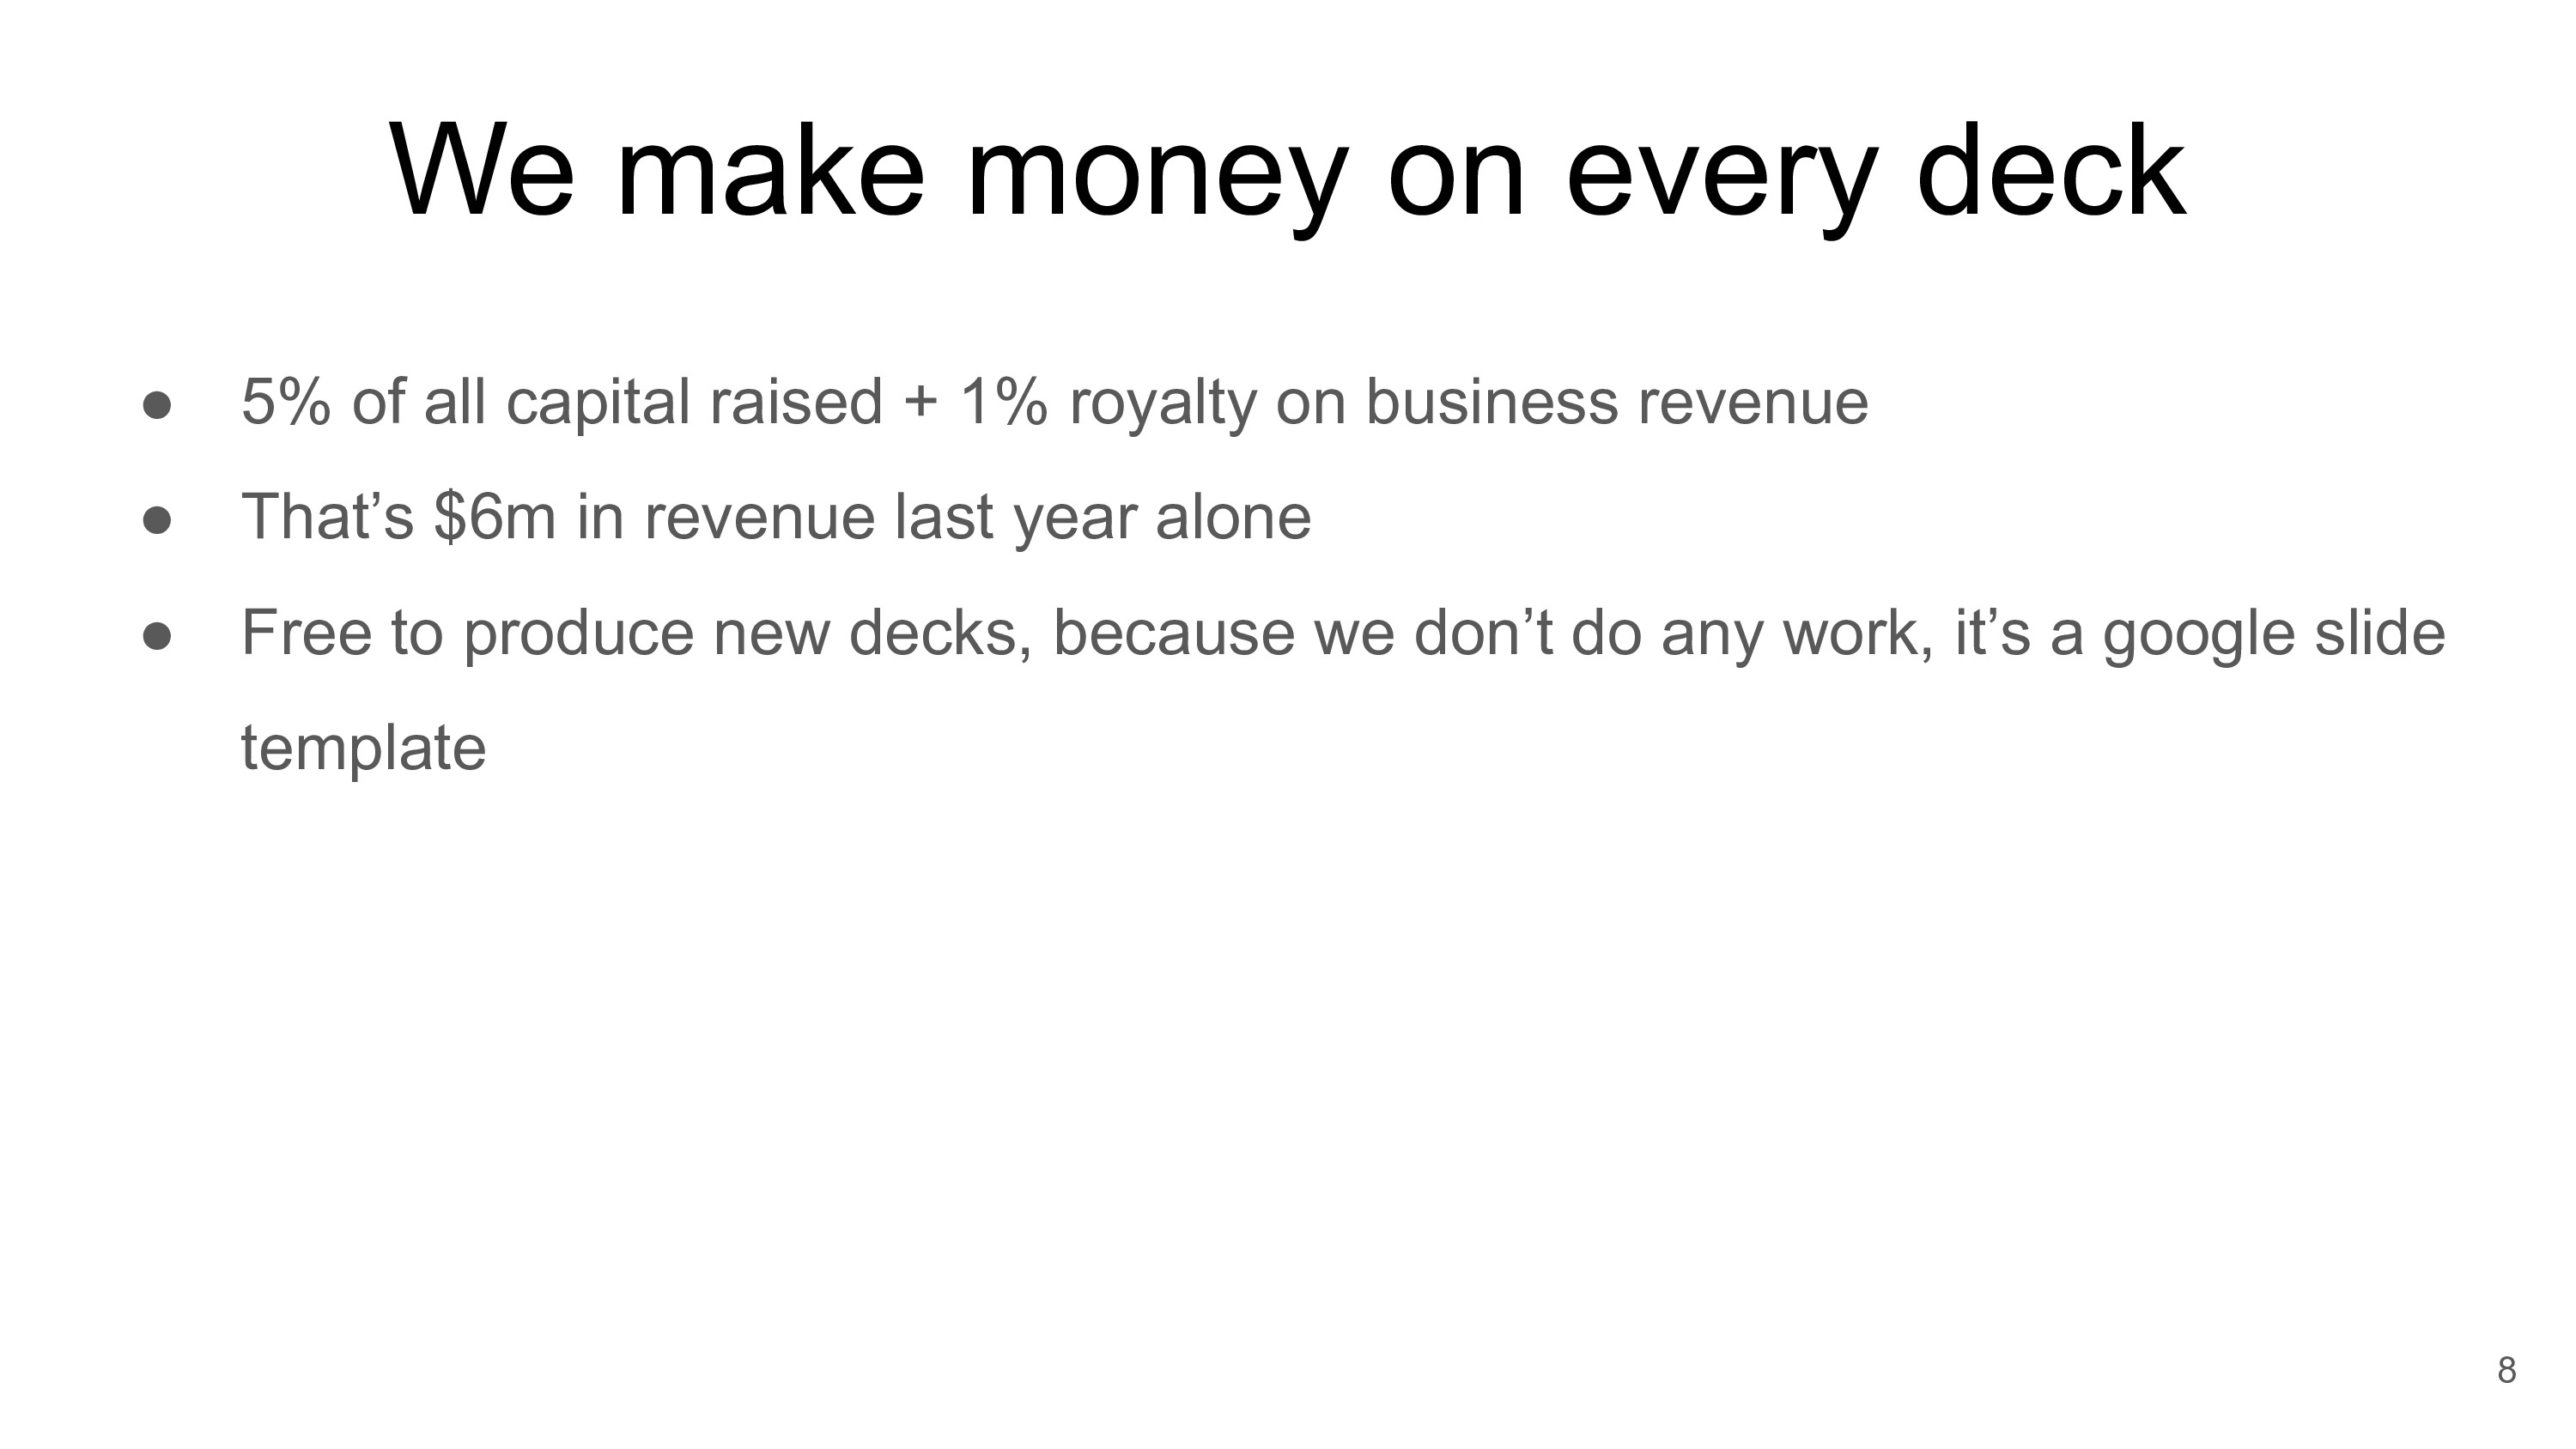 We make money on every deck
● 5% of all capital raised + 1% royalty on business revenue
● That’s $6m in revenue last year alone
● Free to produce new decks, because we don’t do any work, it’s a google slide
template
8